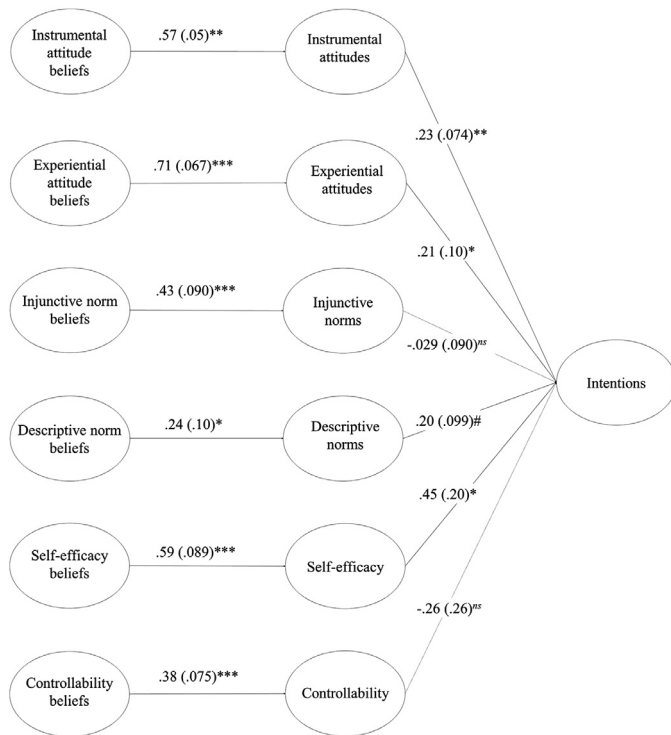 Instrumental
attitude
beliefs
.57 (.05)**
Instrumental
attitudes
.23 (.074)**
Experiential
attitude
beliefs
.71 (.067)***
Experiential
attitudes
.21 (.10)*
Injunctive norm
beliefs
.43 (.090)***
Injunctive
norms
-.029 (.090)ns
Intentions
Descriptive norm
beliefs
.24 (.10)*
Descriptive
norms
.20 (.099)#
.45 (.20)*
Self-efficacy
beliefs
.59 (.089)***
Self-efficacy
-.26 (.26)ns
Controllability
beliefs
.38 (.075)***
Controllability